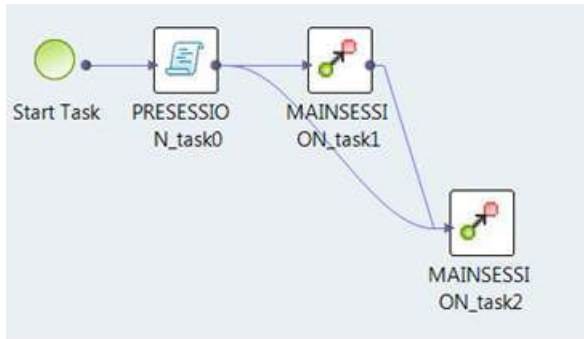 Start Task
PRESESSIO
N_task0
MAINSESSI
ON_task1
MAINSESSI
ON_task2